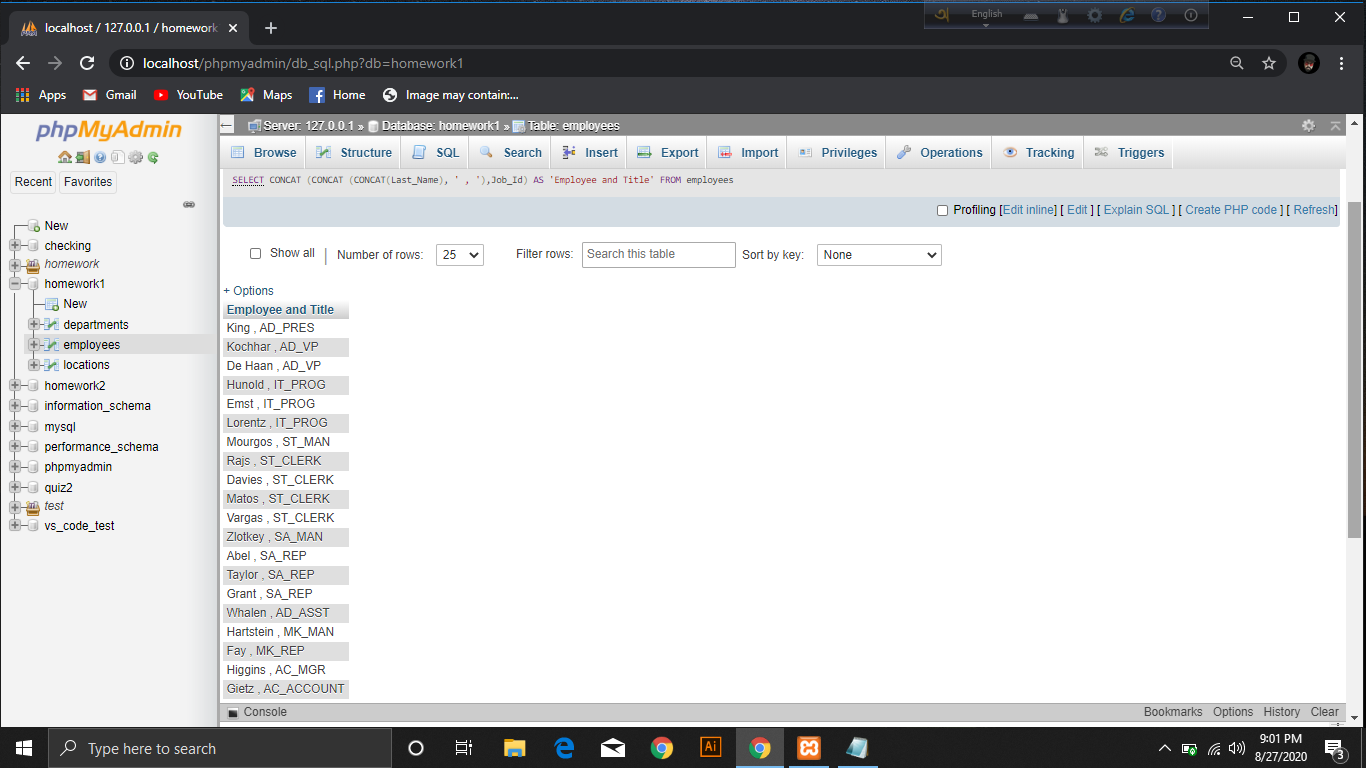 localhost / 127.0.0.1 / homework
English
localhost/phpmyadmin/db_sql.php?db=homework1
Apps Gmail YouTube Maps Home Image may contain:...
phpMyAdmin
Recent Favorites
New
checking
homework
homework1
New
departments
employees
locations
homework2
information_schema
mysql
performance_schema
phpmyadmin
quiz2
test
vs_code_test
Server: 127.0.0.1 » Database: homework1 » Table: employees
Browse Structure SQL Search Insert Export Import Privileges Operations Tracking Triggers
SELECT CONCAT (CONCAT (CONCAT(Last_Name), ' , '),Job_Id) AS 'Employee and Title' FROM employees
Profiling [Edit inline] [ Edit ] [ Explain SQL ] [ Create PHP code ] [ Refresh]
Show all | Number of rows: 25 Filter rows: Search this table Sort by key: None
+ Options
Employee and Title
King , AD_PRES
Kochhar , AD_VP
De Haan , AD_VP
Hunold , IT_PROG
Ernst , IT_PROG
Lorentz , IT_PROG
Mourgos , ST_MAN
Rajs , ST_CLERK
Davies , ST_CLERK
Matos , ST_CLERK
Vargas , ST_CLERK
Zlotkey , SA_MAN
Abel , SA_REP
Taylor , SA_REP
Grant , SA_REP
Whalen , AD_ASST
Hartstein , MK_MAN
Fay , MK_REP
Higgins , AC_MGR
Gietz , AC_ACCOUNT
Console Bookmarks Options History Clear
Type here to search
Ai
9:01 PM
8/27/2020
3